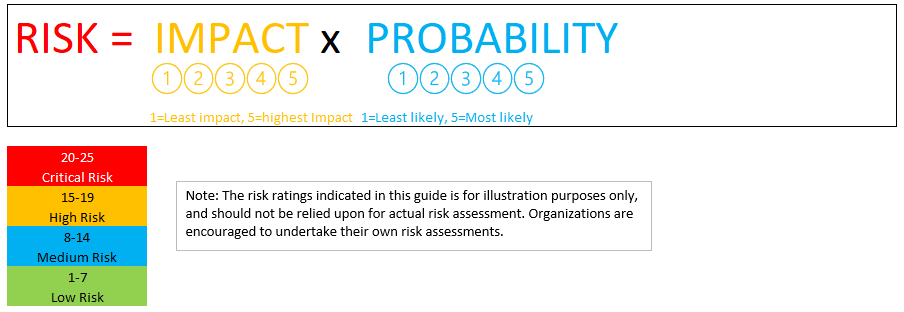 RISK = IMPACT x PROBABILITY
1 2 3 4 5 1 2 3 4 5
1=Least impact, 5=highest Impact 1=Least likely, 5=Most likely
20-25
Critical Risk
15-19
High Risk
8-14
Medium Risk
1-7
Low Risk
Note: The risk ratings indicated in this guide is for illustration purposes only,
and should not be relied upon for actual risk assessment. Organizations are
encouraged to undertake their own risk assessments.